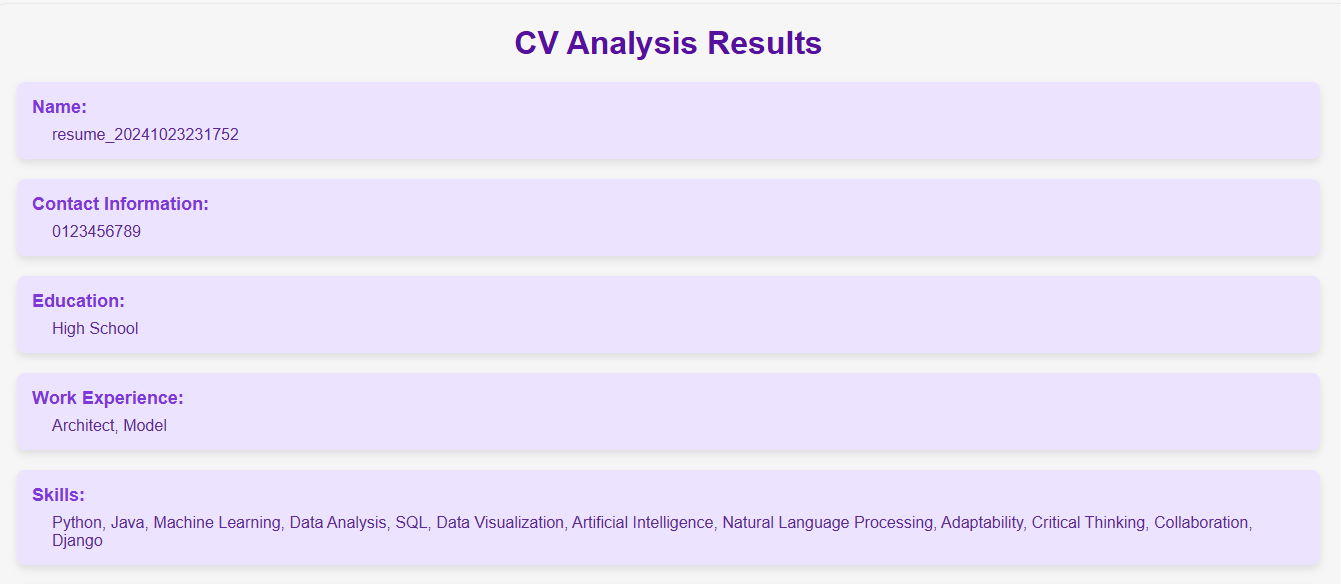 CV Analysis Results
Name:
resume_20241023231752
Contact Information:
0123456789
Education:
High School
Work Experience:
Architect, Model
Skills:
Python, Java, Machine Learning, Data Analysis, SQL, Data Visualization, Artificial Intelligence, Natural Language Processing, Adaptability, Critical Thinking, Collaboration,
Django